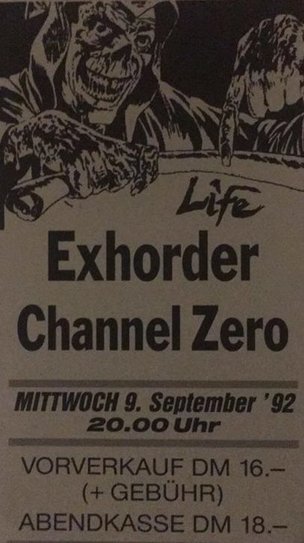 Life
Exhorder
Channel Zero
MITTWOCH 9. September '92
20.00 Uhr
VORVERKAUF DM 16.–
(+ GEBÜHR)
ABENDKASSE DM 18.–